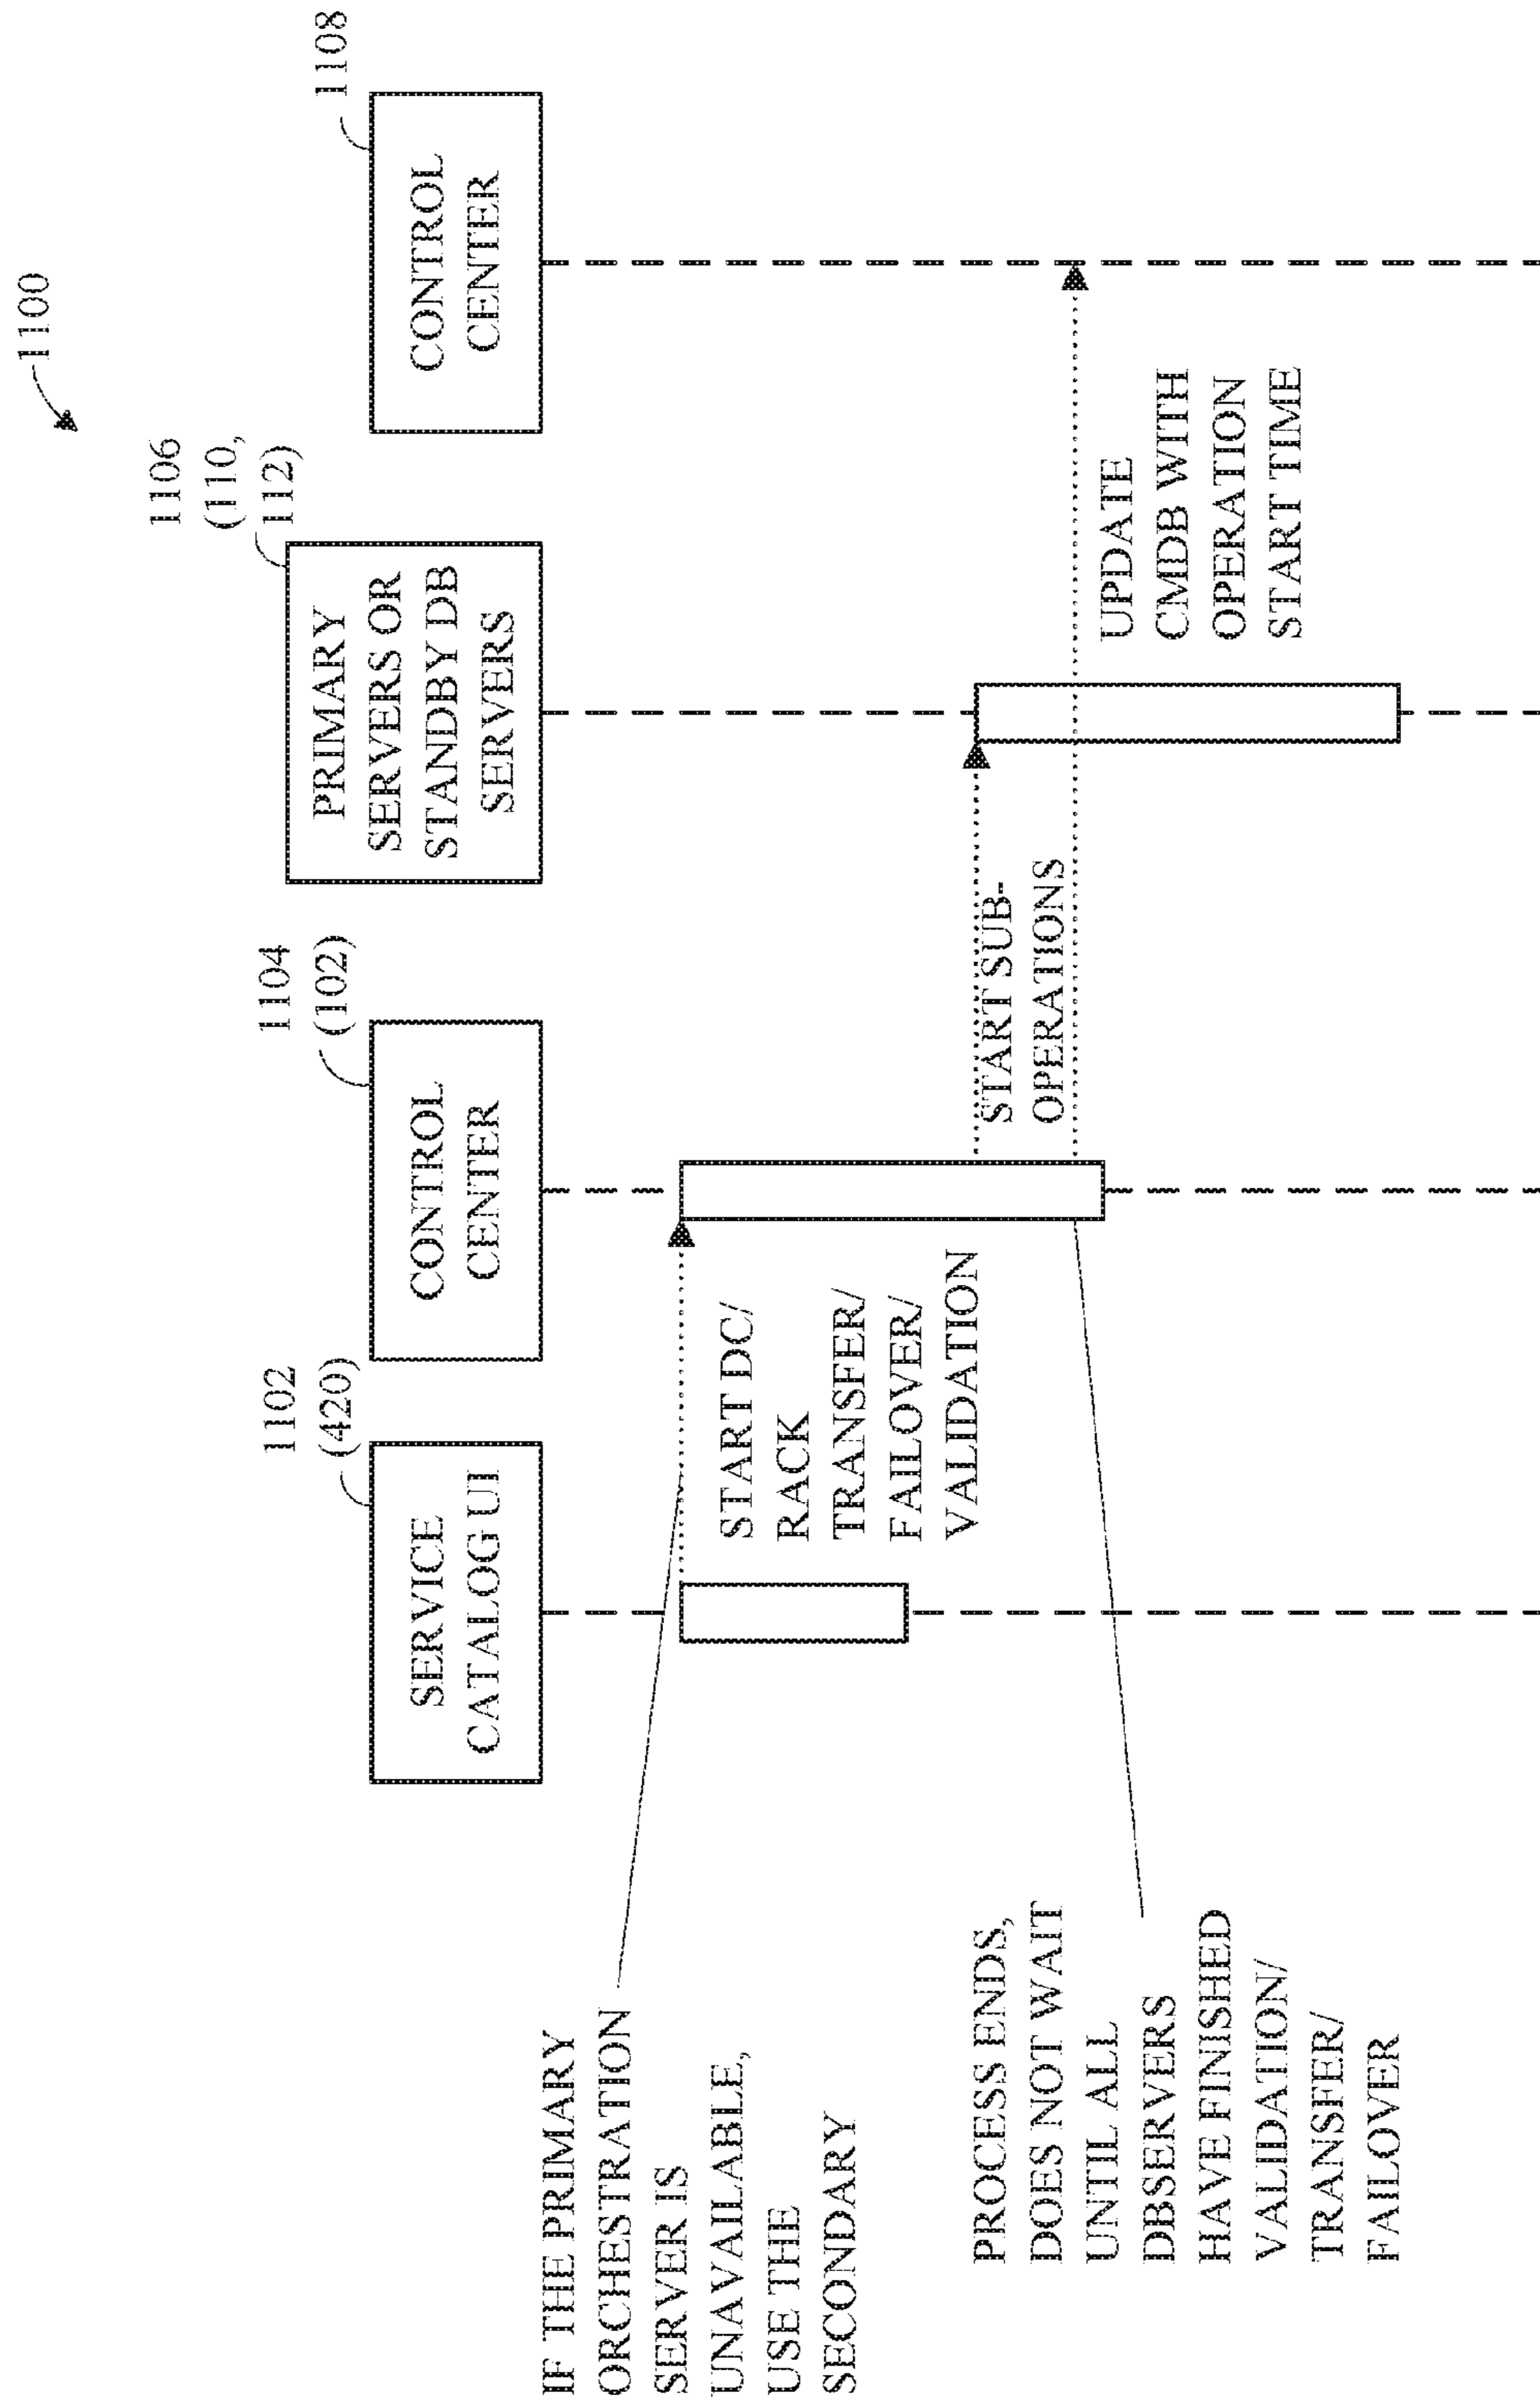 1100
1102
(420)
1104
(102)
1106
(110,
112)
1108
SERVICE
CATALOG UI
CONTROL
CENTER
PRIMARY
SERVERS OR
STANDBY DB
SERVERS
CONTROL
CENTER
IF THE PRIMARY
ORCHESTRATION
SERVER IS
UNAVAILABLE,
USE THE
SECONDARY
START DC/
RACK
TRANSFER/
FAILOVER/
VALIDATION
START SUB-
OPERATIONS
UPDATE
CMDB WITH
OPERATION
START TIME
PROCESS ENDS,
DOES NOT WAIT
UNTIL ALL
DBSERVERS
HAVE FINISHED
VALIDATION/
TRANSFER/
FAILOVER